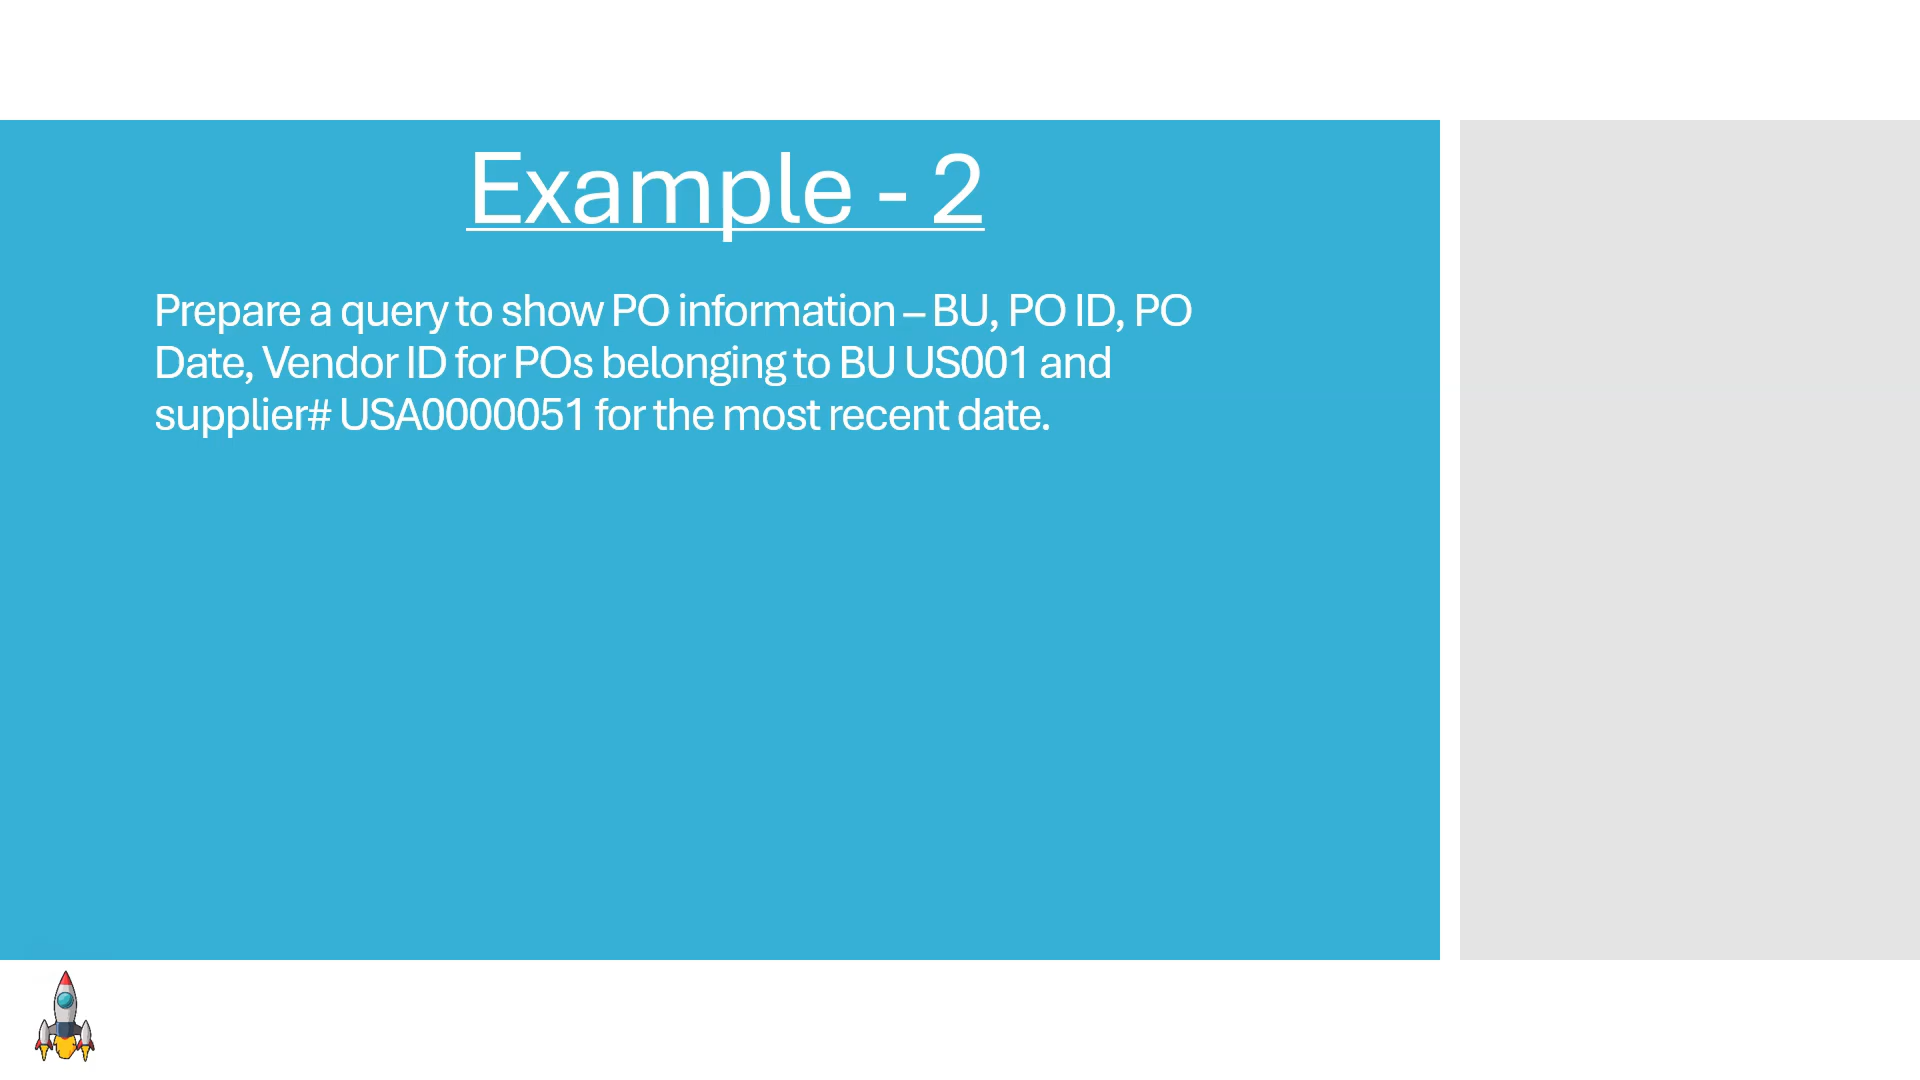 Example - 2
Prepare a query to show PO information – BU, PO ID, PO
Date, Vendor ID for POs belonging to BU US001 and
supplier# USA0000051 for the most recent date.